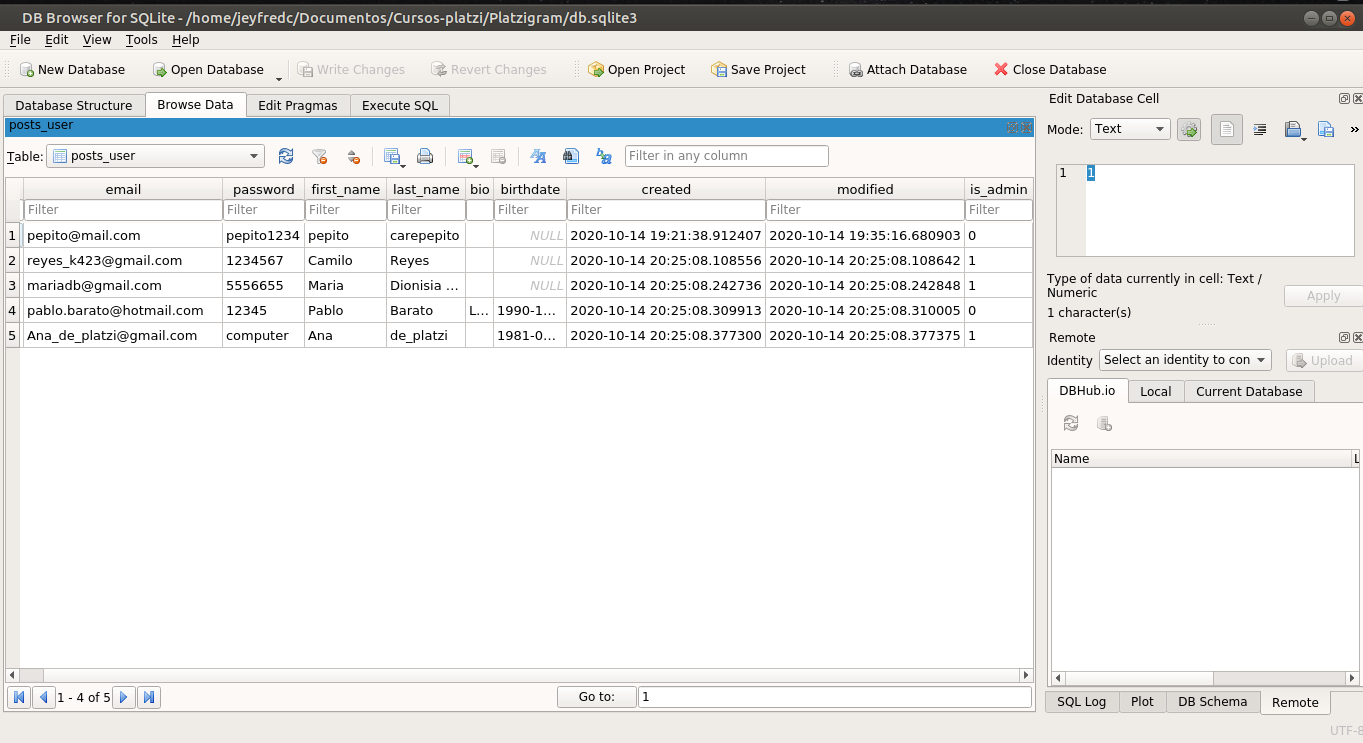 DB Browser for SQLite - /home/jeyfredc/Documentos/Cursos-platzi/Platzigram/db.sqlite3
File Edit View Tools Help
New Database Open Database Write Changes Revert Changes Open Project Save Project Attach Database Close Database
Database Structure Browse Data Edit Pragmas Execute SQL
posts_user
Table: posts_user Filter in any column
email password first_name last_name bio birthdate created modified is_admin
Filter Filter Filter Filter Filter Filter Filter Filter
1 pepito@mail.com pepito1234 pepito carepepito NULL 2020-10-14 19:21:38.912407 2020-10-14 19:35:16.680903 0
2 reyes_k423@gmail.com 1234567 Camilo Reyes NULL 2020-10-14 20:25:08.108556 2020-10-14 20:25:08.108642 1
3 mariadb@gmail.com 5556655 Maria Dionisia ... NULL 2020-10-14 20:25:08.242736 2020-10-14 20:25:08.242848 1
4 pablo.barato@hotmail.com 12345 Pablo Barato L... 1990-1... 2020-10-14 20:25:08.309913 2020-10-14 20:25:08.310005 0
5 Ana_de_platzi@gmail.com computer Ana de_platzi 1981-0... 2020-10-14 20:25:08.377300 2020-10-14 20:25:08.377375 1
1 - 4 of 5 Go to: 1
Edit Database Cell
Mode: Text »
1 1
Type of data currently in cell: Text /
Numeric
Apply
1 character(s)
Remote
Identity Select an identity to con Upload
DBHub.io Local Current Database
Name L
SQL Log Plot DB Schema Remote
UTF-8